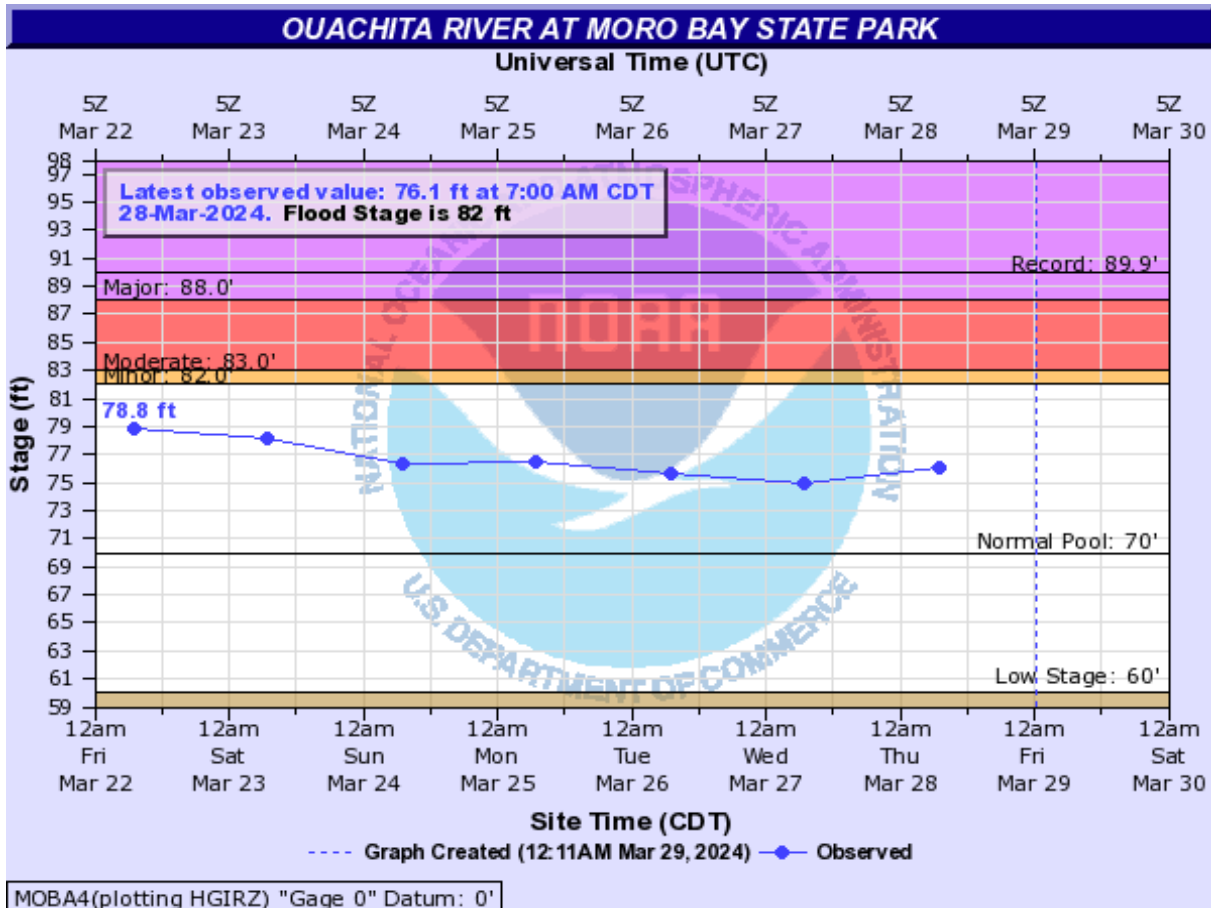 OUACHITA RIVER AT MORO BAY STATE PARK
Universal Time (UTC)
5Z 5Z 5Z 5Z 5Z 5Z 5Z 5Z 5Z
Mar 22 Mar 23 Mar 24 Mar 25 Mar 26 Mar 27 Mar 28 Mar 29 Mar 30
98
97
95
93
91
89
87
85
83
81
79
77
75
73
71
69
67
65
63
61
59
Stage (ft)
Latest observed value: 76.1 ft at 7:00 AM CDT
28-Mar-2024. Flood Stage is 82 ft
Record: 89.9'
Major: 88.0'
Moderate: 83.0'
Minor: 82.0'
78.8 ft
Normal Pool: 70'
Low Stage: 60'
NATIONAL OCEANIC AND ATMOSPHERIC ADMINISTRATION
NOAA
U.S. DEPARTMENT OF COMMERCE
12am 12am 12am 12am 12am 12am 12am 12am 12am
Fri Sat Sun Mon Tue Wed Thu Fri Sat
Mar 22 Mar 23 Mar 24 Mar 25 Mar 26 Mar 27 Mar 28 Mar 29 Mar 30
Site Time (CDT)
---- Graph Created (12:11AM Mar 29, 2024) Observed
MOBA4(plotting HGIRZ) "Gage 0" Datum: 0'